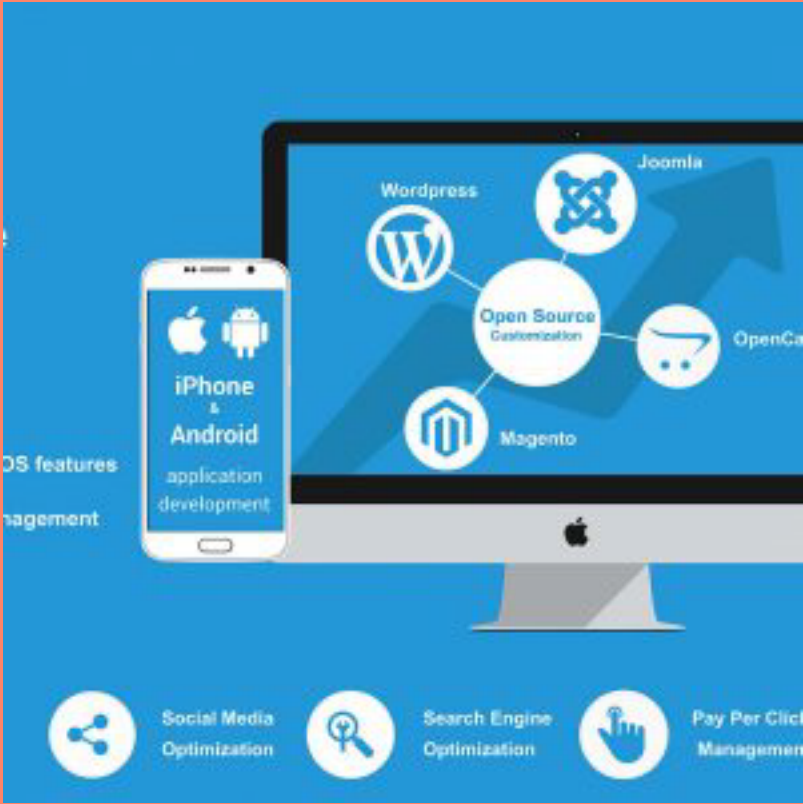 e
Wordpress
Joomla
Open Source
Customization
OpenCa
Magento
iPhone
&
Android
application
development
OS features
nagement
Social Media
Optimization
Search Engine
Optimization
Pay Per Click
Managemen